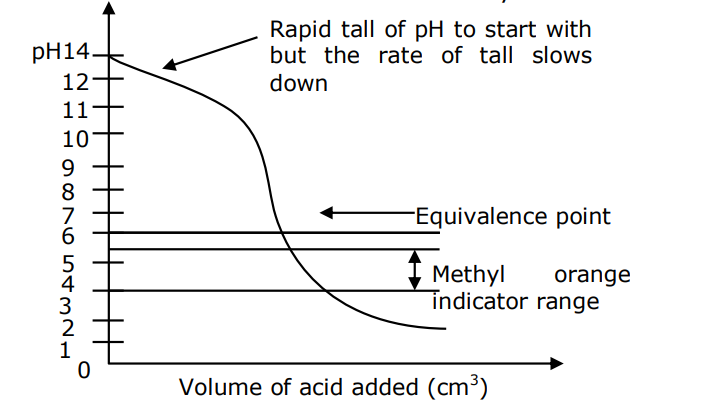 Rapid tall of pH to start with
but the rate of tall slows
down
pH14
12
11
10
9
8
7
Equivalence point
6
5
4
Methyl orange
indicator range
3
2
1
0
Volume of acid added (cm³)